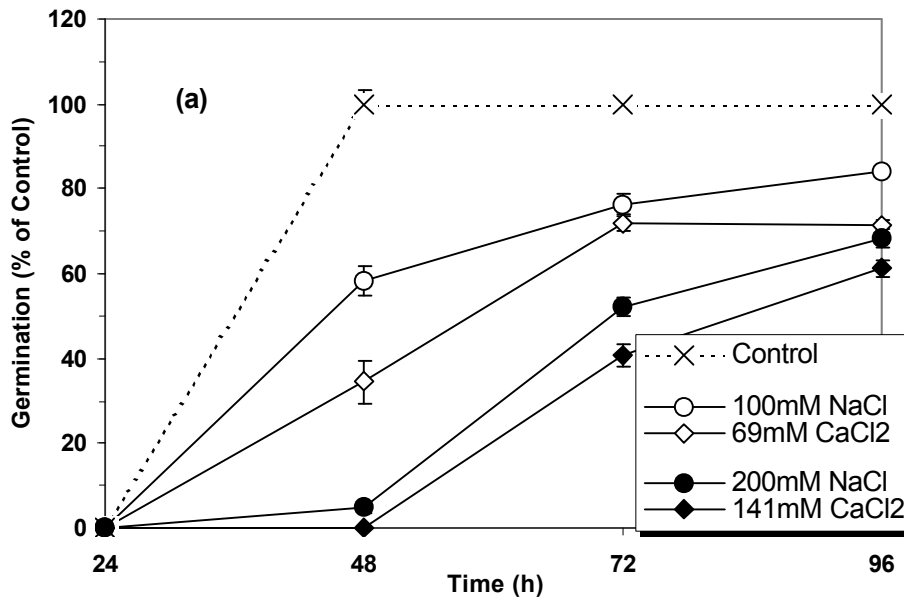 120
100
80
60
40
20
0
Germination (% of Control)
(a)
Control
100mM NaCl
69mM CaCl2
200mM NaCl
141mM CaCl2
24
48
72
96
Time (h)